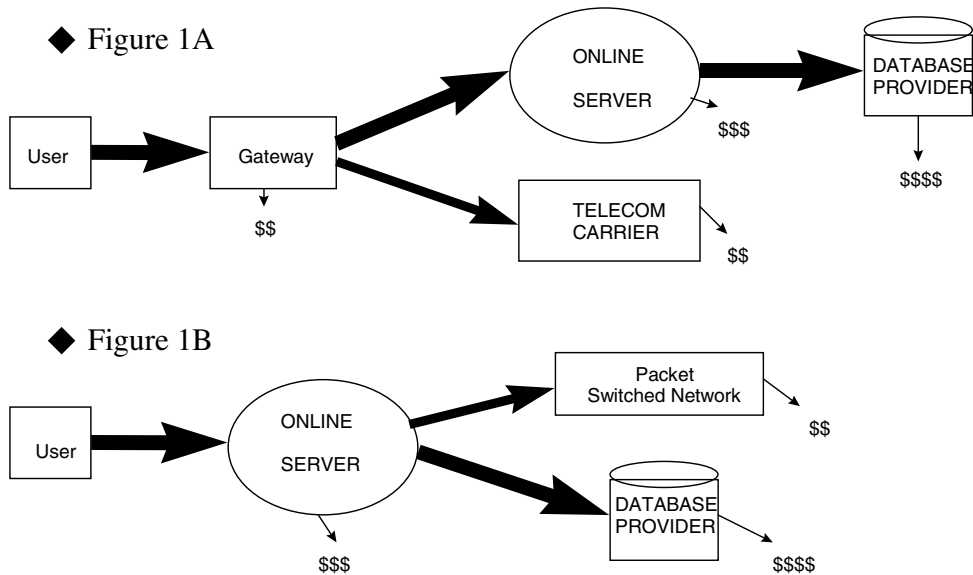 Figure 1A
ONLINE
SERVER
$$$
DATABASE
PROVIDER
$$$$
User
Gateway
$$
TELECOM
CARRIER
$$
Figure 1B
Packet
Switched Network
$$
User
ONLINE
SERVER
$$$
DATABASE
PROVIDER
$$$$